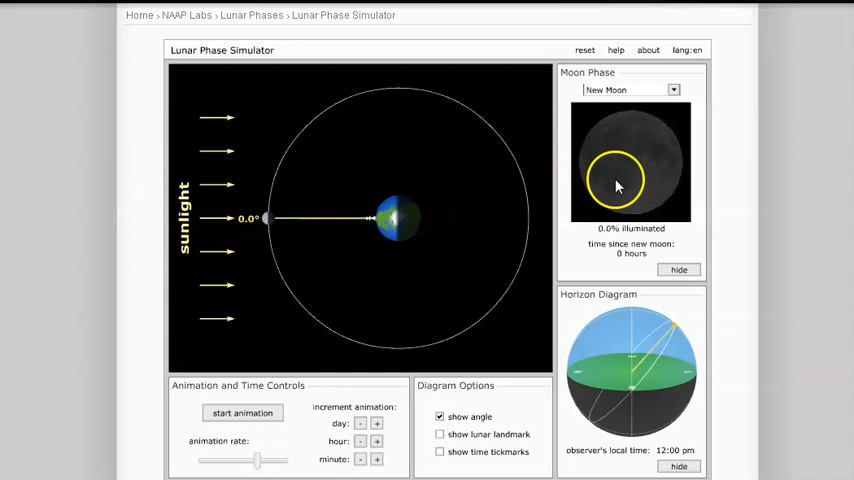 Home › NAAP Labs › Lunar Phases › Lunar Phase Simulator
Lunar Phase Simulator
reset help about lang:en
Moon Phase
New Moon
sunlight
0.0°
0.0% illuminated
time since new moon:
0 hours
hide
Horizon Diagram
observer's local time: 12:00 pm
hide
Animation and Time Controls
start animation
animation rate:
increment animation:
day: - +
hour: - +
minute: - +
Diagram Options
show angle
show lunar landmark
show time tickmarks